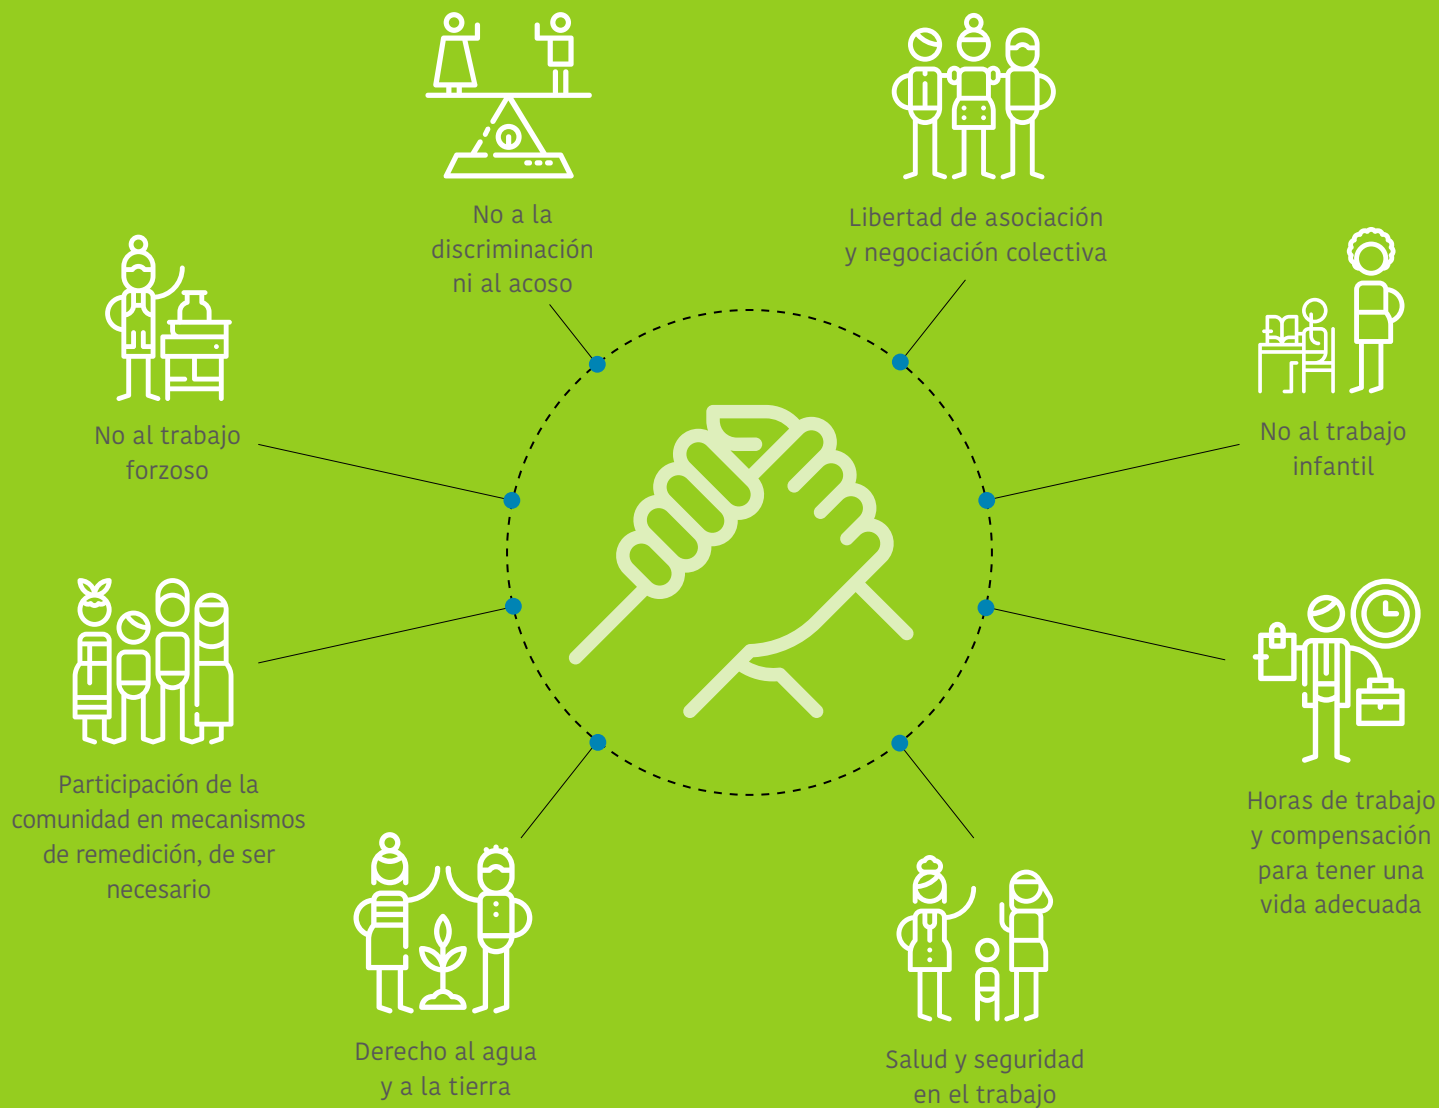 No a la
discriminación
ni al acoso
Libertad de asociación
y negociación colectiva
No al trabajo
forzoso
No al trabajo
infantil
Participación de la
comunidad en mecanismos
de remedición, de ser
necesario
Horas de trabajo
y compensación
para tener una
vida adecuada
Derecho al agua
y a la tierra
Salud y seguridad
en el trabajo